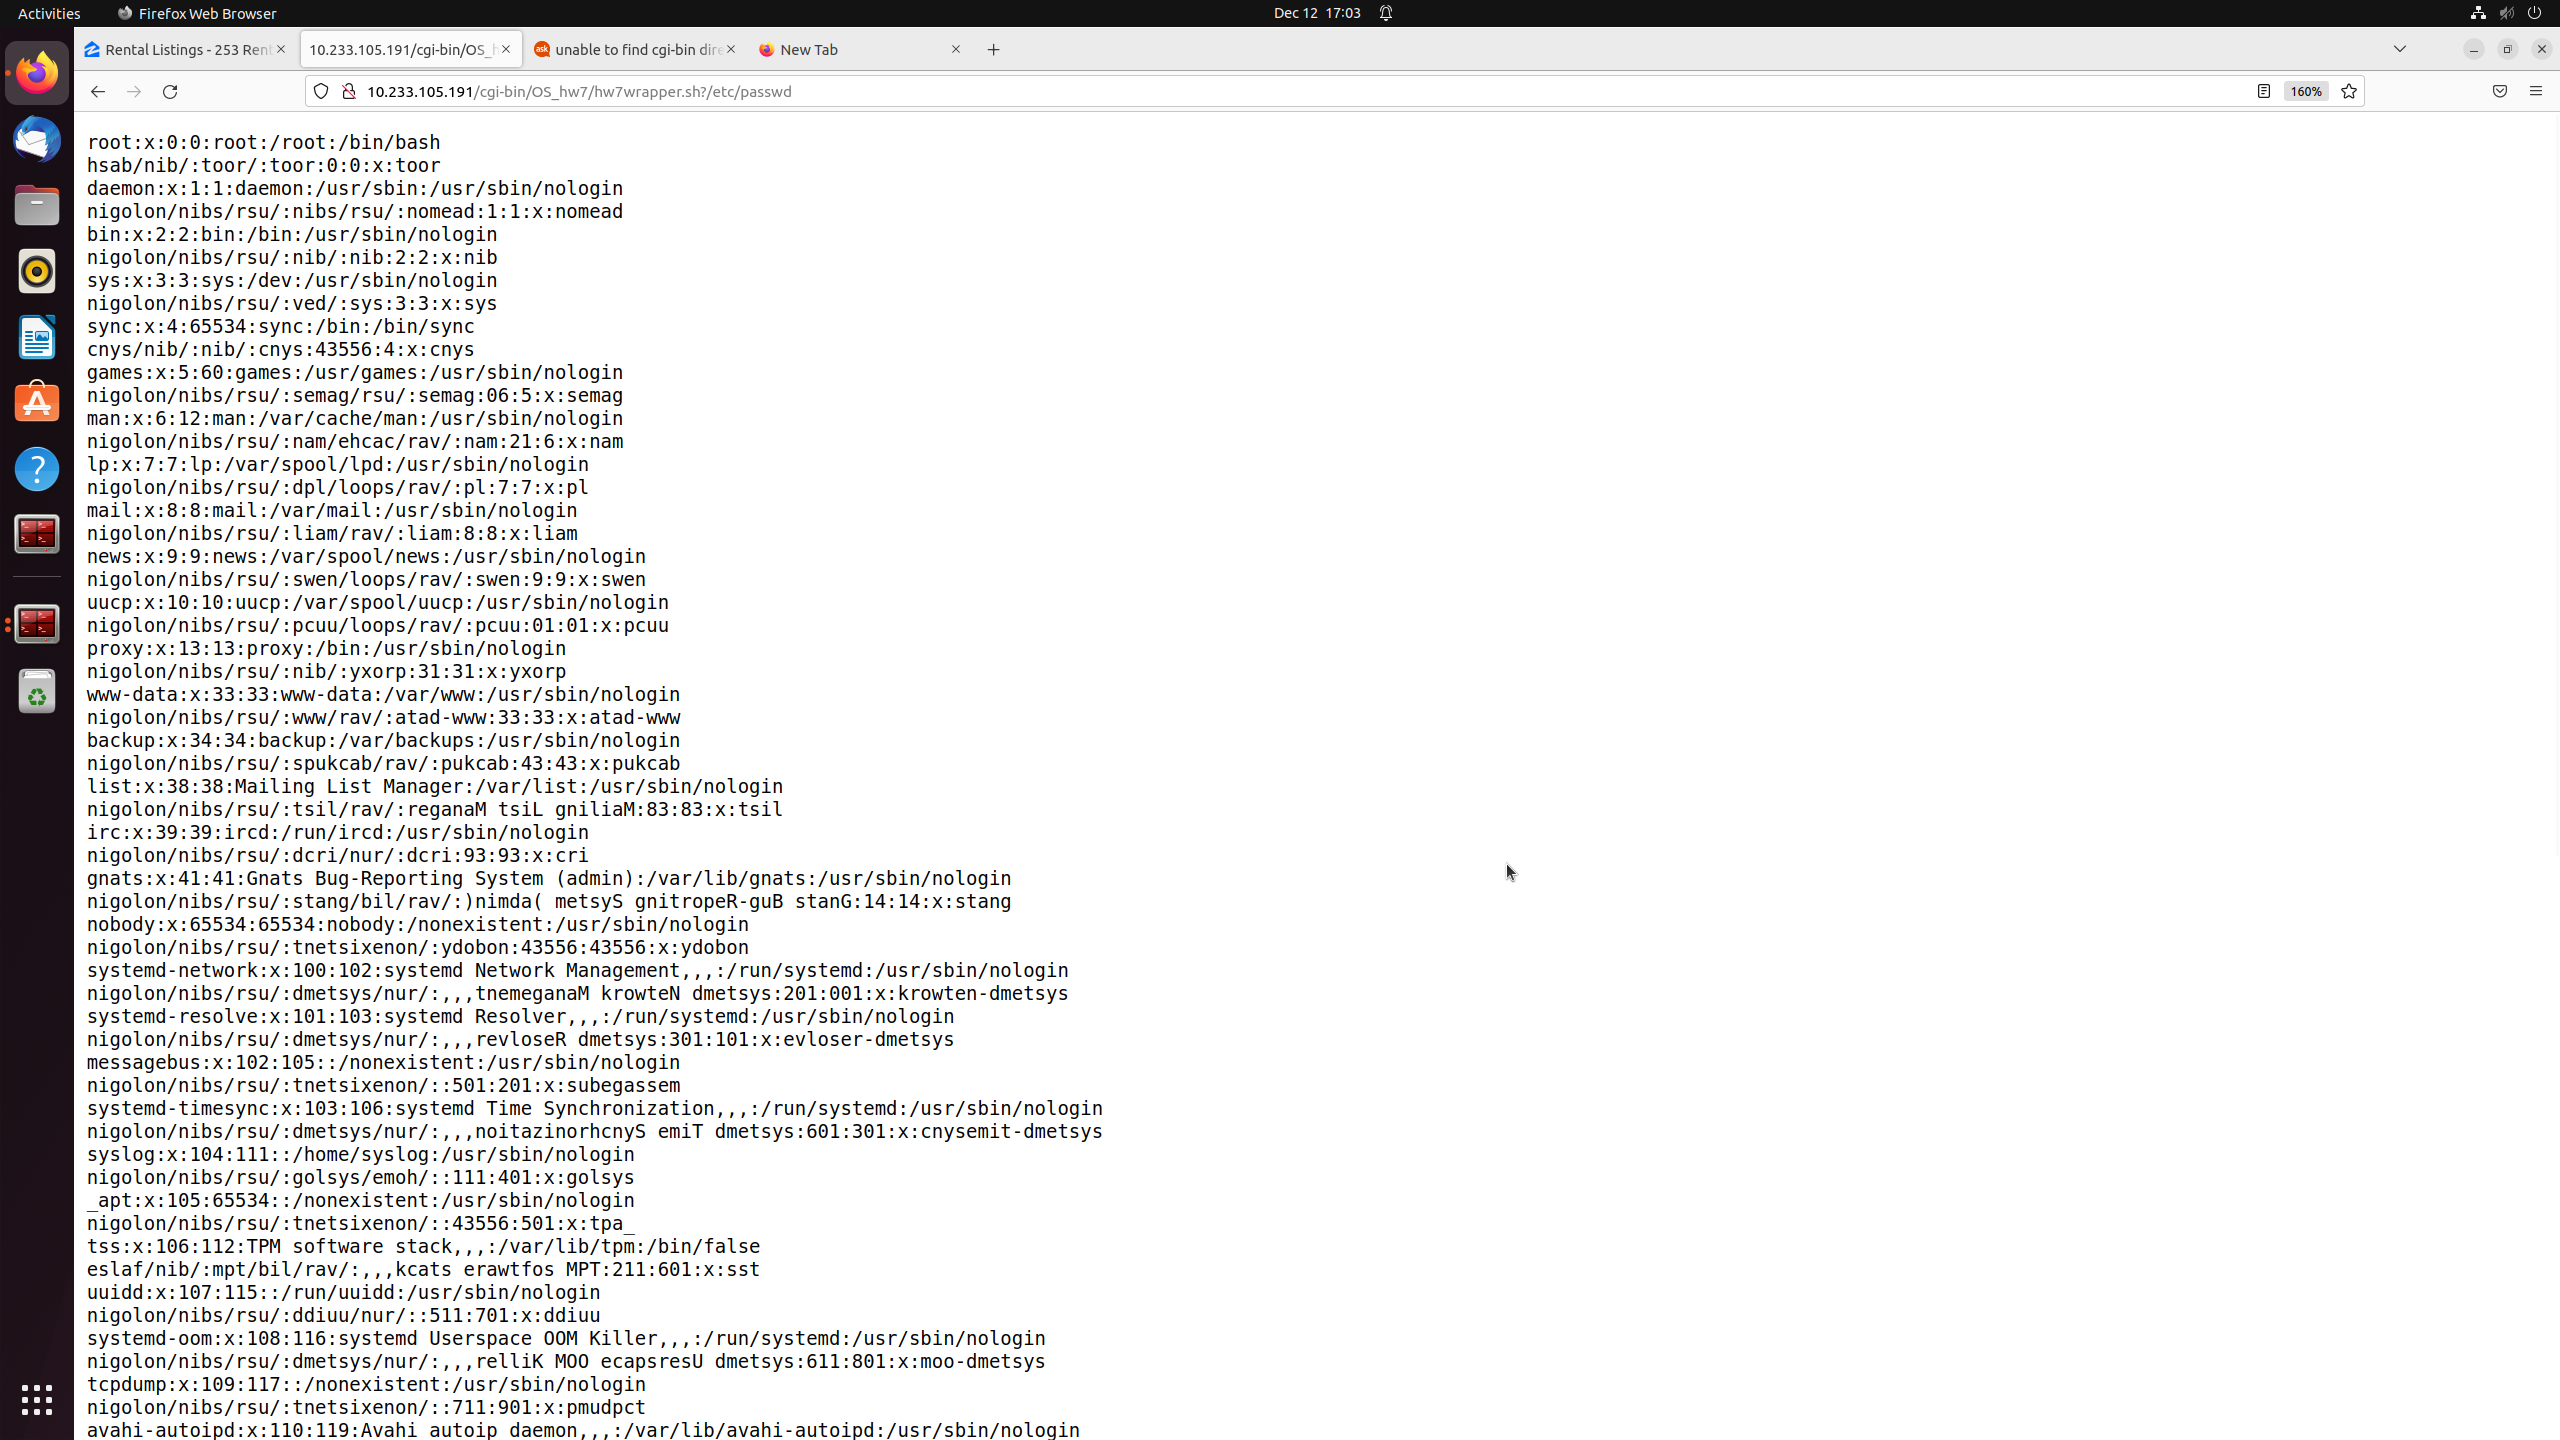 Activities
Firefox Web Browser
Dec 12 17:03
Rental Listings - 253 Rent
10.233.105.191/cgi-bin/OS_h
unable to find cgi-bin dire
New Tab
10.233.105.191/cgi-bin/OS_hw7/hw7wrapper.sh?/etc/passwd
160%
root:x:0:0:root:/root:/bin/bash
hsab/nib/:toor/:toor:0:0:x:toor
daemon:x:1:1:daemon:/usr/sbin:/usr/sbin/nologin
nigolon/nibs/rsu/:nibs/rsu/:nomead:1:1:x:nomead
bin:x:2:2:bin:/bin:/usr/sbin/nologin
nigolon/nibs/rsu/:nib/:nib:2:2:x:nib
sys:x:3:3:sys:/dev:/usr/sbin/nologin
nigolon/nibs/rsu/:ved/:sys:3:3:x:sys
sync:x:4:65534:sync:/bin:/bin/sync
cnys/nib/:nib/:cnys:43556:4:x:cnys
games:x:5:60:games:/usr/games:/usr/sbin/nologin
nigolon/nibs/rsu/:semag/rsu/:semag:06:5:x:semag
man:x:6:12:man:/var/cache/man:/usr/sbin/nologin
nigolon/nibs/rsu/:nam/ehcac/rav/:nam:21:6:x:nam
lp:x:7:7:lp:/var/spool/lpd:/usr/sbin/nologin
nigolon/nibs/rsu/:dpl/loops/rav/:pl:7:7:x:pl
mail:x:8:8:mail:/var/mail:/usr/sbin/nologin
nigolon/nibs/rsu/:liam/rav/:liam:8:8:x:liam
news:x:9:9:news:/var/spool/news:/usr/sbin/nologin
nigolon/nibs/rsu/:swen/loops/rav/:swen:9:9:x:swen
uucp:x:10:10:uucp:/var/spool/uucp:/usr/sbin/nologin
nigolon/nibs/rsu/:pcuu/loops/rav/:pcuu:01:01:x:pcuu
proxy:x:13:13:proxy:/bin:/usr/sbin/nologin
nigolon/nibs/rsu/:nib/:yxorp:31:31:x:yxorp
www-data:x:33:33:www-data:/var/www:/usr/sbin/nologin
nigolon/nibs/rsu/:www/rav/:atad-www:33:33:x:atad-www
backup:x:34:34:backup:/var/backups:/usr/sbin/nologin
nigolon/nibs/rsu/:spukcab/rav/:pukcab:43:43:x:pukcab
list:x:38:38:Mailing List Manager:/var/list:/usr/sbin/nologin
nigolon/nibs/rsu/:tsil/rav/:reganaM tsiL gniliaM:83:83:x:tsil
irc:x:39:39:ircd:/run/ircd:/usr/sbin/nologin
nigolon/nibs/rsu/:dcri/nur/:dcri:93:93:x:cri
gnats:x:41:41:Gnats Bug-Reporting System (admin):/var/lib/gnats:/usr/sbin/nologin
nigolon/nibs/rsu/:stang/bil/rav/:)nimda( metsyS gnitropeR-guB stanG:14:14:x:stang
nobody:x:65534:65534:nobody:/nonexistent:/usr/sbin/nologin
nigolon/nibs/rsu/:tnetsixenon/:ydobon:43556:43556:x:ydobon
systemd-network:x:100:102:systemd Network Management,,,:/run/systemd:/usr/sbin/nologin
nigolon/nibs/rsu/:dmetsys/nur/:,,,tnemeganaM krowteN dmetsys:201:001:x:krowten-dmetsys
systemd-resolve:x:101:103:systemd Resolver,,,:/run/systemd:/usr/sbin/nologin
nigolon/nibs/rsu/:dmetsys/nur/:,,,revloseR dmetsys:301:101:x:evloser-dmetsys
messagebus:x:102:105::/nonexistent:/usr/sbin/nologin
nigolon/nibs/rsu/:tnetsixenon/::501:201:x:subegassem
systemd-timesync:x:103:106:systemd Time Synchronization,,,:/run/systemd:/usr/sbin/nologin
nigolon/nibs/rsu/:dmetsys/nur/:,,,noitazinorhcnyS emiT dmetsys:601:301:x:cnysemit-dmetsys
syslog:x:104:111::/home/syslog:/usr/sbin/nologin
nigolon/nibs/rsu/:golsys/emoh/::111:401:x:golsys
_apt:x:105:65534::/nonexistent:/usr/sbin/nologin
nigolon/nibs/rsu/:tnetsixenon/::43556:501:x:tpa_
tss:x:106:112:TPM software stack,,,:/var/lib/tpm:/bin/false
eslaf/nib/:mpt/bil/rav/:,,,kcats erawtfos MPT:211:601:x:sst
uuidd:x:107:115::/run/uuidd:/usr/sbin/nologin
nigolon/nibs/rsu/:ddiuu/nur/::511:701:x:ddiuu
systemd-oom:x:108:116:systemd Userspace OOM Killer,,,:/run/systemd:/usr/sbin/nologin
nigolon/nibs/rsu/:dmetsys/nur/:,,,relliK MOO ecapsresU dmetsys:611:801:x:moo-dmetsys
tcpdump:x:109:117::/nonexistent:/usr/sbin/nologin
nigolon/nibs/rsu/:tnetsixenon/::711:901:x:pmudpct
avahi-autoipd:x:110:119:Avahi autoip daemon,,,:/var/lib/avahi-autoipd:/usr/sbin/nologin